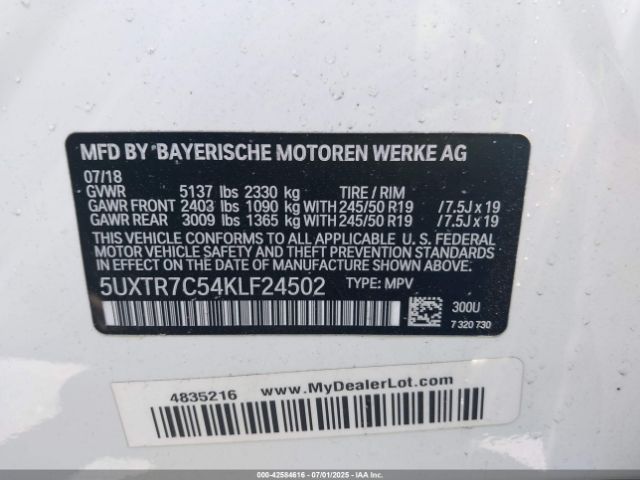 MFD BY BAYERISCHE MOTOREN WERKE AG
07/18
GVWR 5137 lbs 2330 kg TIRE / RIM
GAWR FRONT 2403 lbs 1090 kg WITH 245/50 R19 /7.5J x 19
GAWR REAR 3009 lbs 1365 kg WITH 245/50 R19 /7.5J x 19
THIS VEHICLE CONFORMS TO ALL APPLICABLE U. S. FEDERAL
MOTOR VEHICLE SAFETY AND THEFT PREVENTION STANDARDS
IN EFFECT ON THE DATE OF MANUFACTURE SHOWN ABOVE.
5UXTR7C54KLF24502 TYPE: MPV
300U
7 320 730
4835216 www.MyDealerLot.com
000-42584616 - 07/01/2025 - IAAI.com